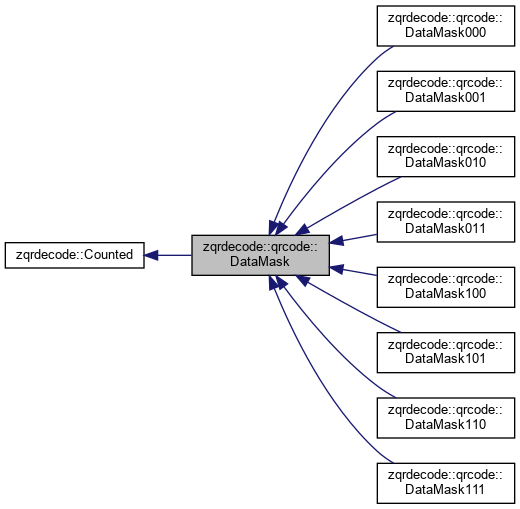 zqrdecode::qrcode::
DataMask000
zqrdecode::qrcode::
DataMask001
zqrdecode::qrcode::
DataMask010
zqrdecode::qrcode::
DataMask011
zqrdecode::Counted
zqrdecode::qrcode::
DataMask
zqrdecode::qrcode::
DataMask100
zqrdecode::qrcode::
DataMask101
zqrdecode::qrcode::
DataMask110
zqrdecode::qrcode::
DataMask111